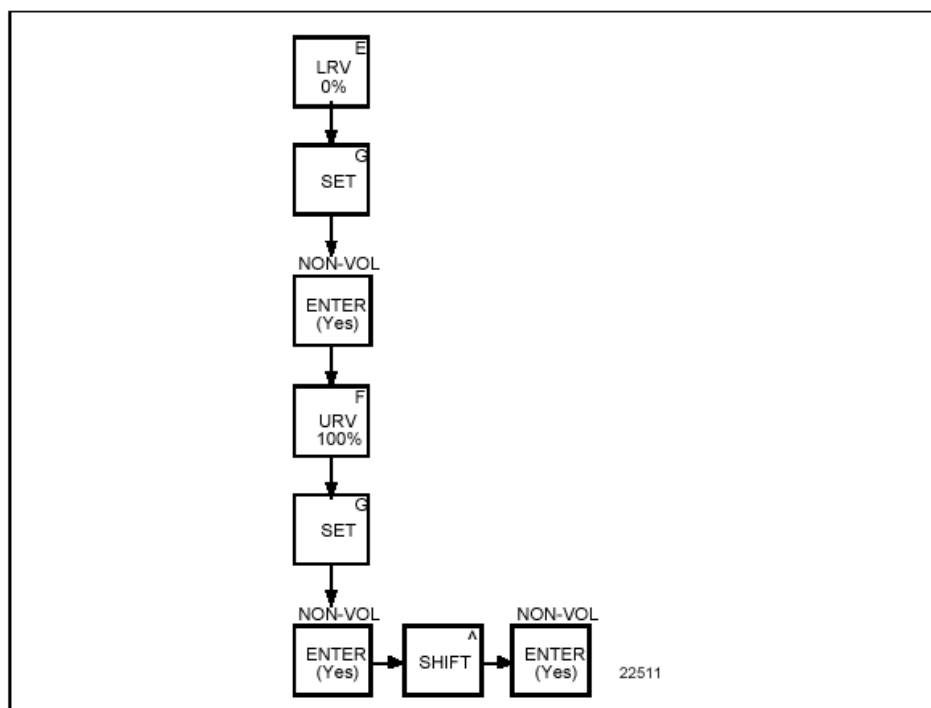 E
LRV
0%
G
SET
NON-VOL
ENTER
(Yes)
F
URV
100%
G
SET
NON-VOL
ENTER
(Yes)
^
SHIFT
NON-VOL
ENTER
(Yes)
22511